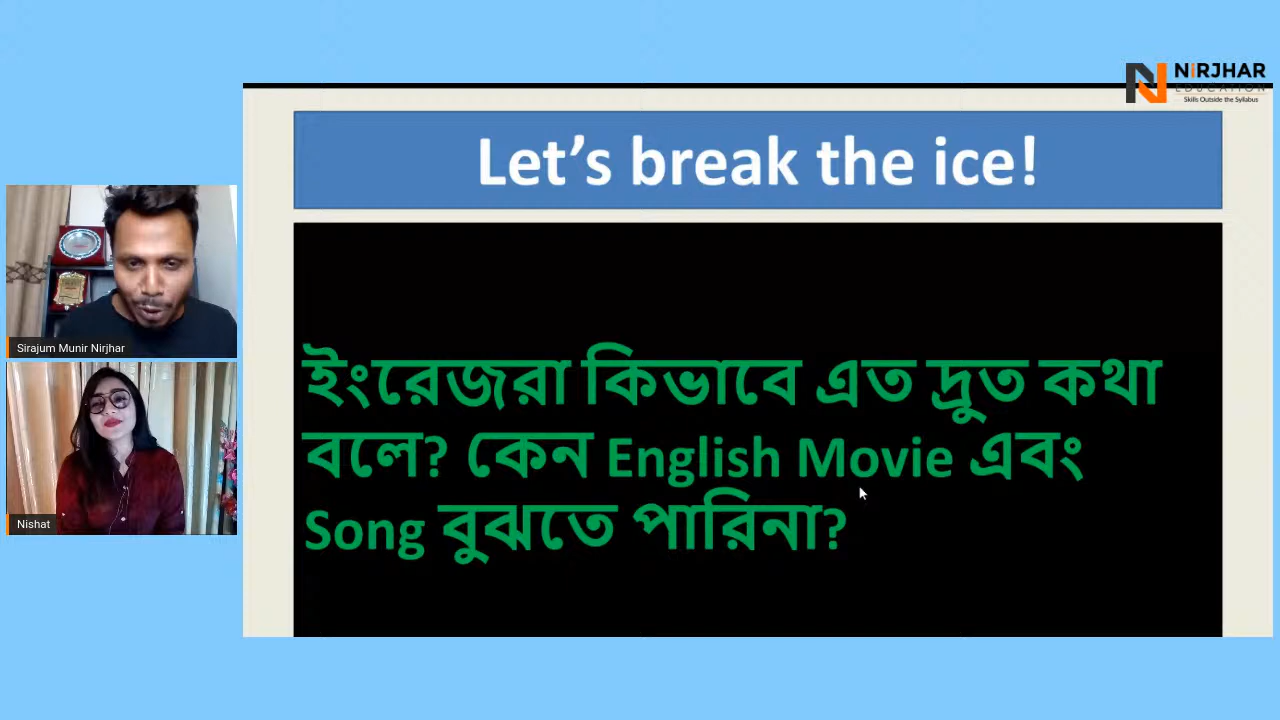 NiRJHAR
EDUCATION
Skills Outside the Syllabus
Let's break the ice!
ইংরেজরা কিভাবে এত দ্রুত কথা
বলে? কেন English Movie এবং
Song বুঝতে পারিনা?
Sirajum Munir Nirjhar
Nishat